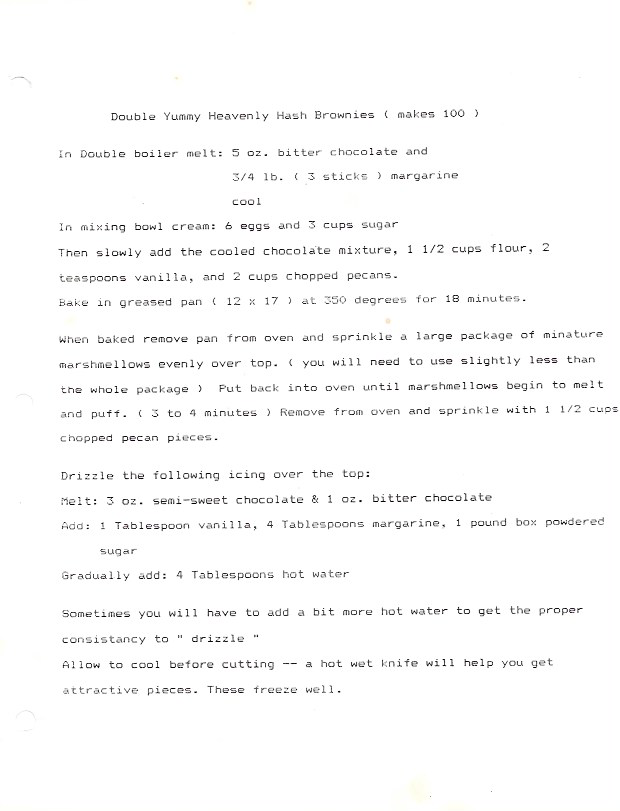 Double Yummy Heavenly Hash Brownies ( makes 100 )
In Double boiler melt: 5 oz. bitter chocolate and
3/4 lb. ( 3 sticks ) margarine
cool
In mixing bowl cream: 6 eggs and 3 cups sugar
Then slowly add the cooled chocolate mixture, 1 1/2 cups flour, 2
teaspoons vanilla, and 2 cups chopped pecans.
Bake in greased pan ( 12 x 17 ) at 350 degrees for 18 minutes.
When baked remove pan from oven and sprinkle a large package of minature
marshmellows evenly over top. ( you will need to use slightly less than
the whole package ) Put back into oven until marshmellows begin to melt
and puff. ( 3 to 4 minutes ) Remove from oven and sprinkle with 1 1/2 cups
chopped pecan pieces.
Drizzle the following icing over the top:
Melt: 3 oz. semi-sweet chocolate & 1 oz. bitter chocolate
Add: 1 Tablespoon vanilla, 4 Tablespoons margarine, 1 pound box powdered
sugar
Gradually add: 4 Tablespoons hot water
Sometimes you will have to add a bit more hot water to get the proper
consistancy to " drizzle "
Allow to cool before cutting -- a hot wet knife will help you get
attractive pieces. These freeze well.